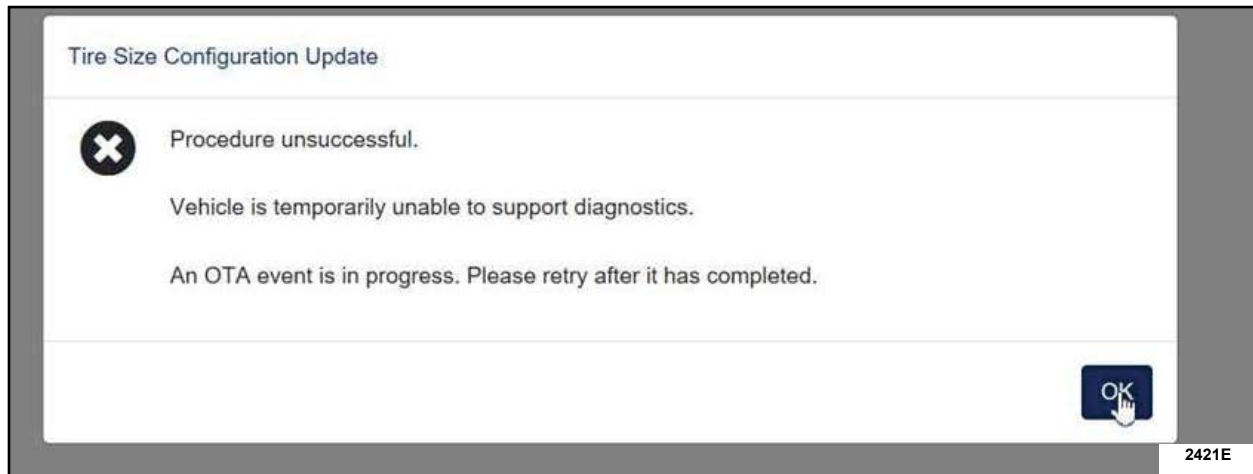 Tire Size Configuration Update
Procedure unsuccessful.
Vehicle is temporarily unable to support diagnostics.
An OTA event is in progress. Please retry after it has completed.
OK
2421E